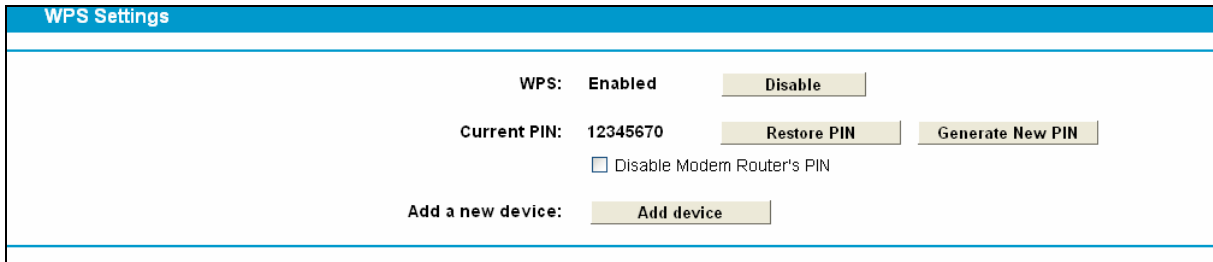 WPS Settings
WPS: Enabled Disable
Current PIN: 12345670 Restore PIN Generate New PIN
Disable Modem Router's PIN
Add a new device: Add device